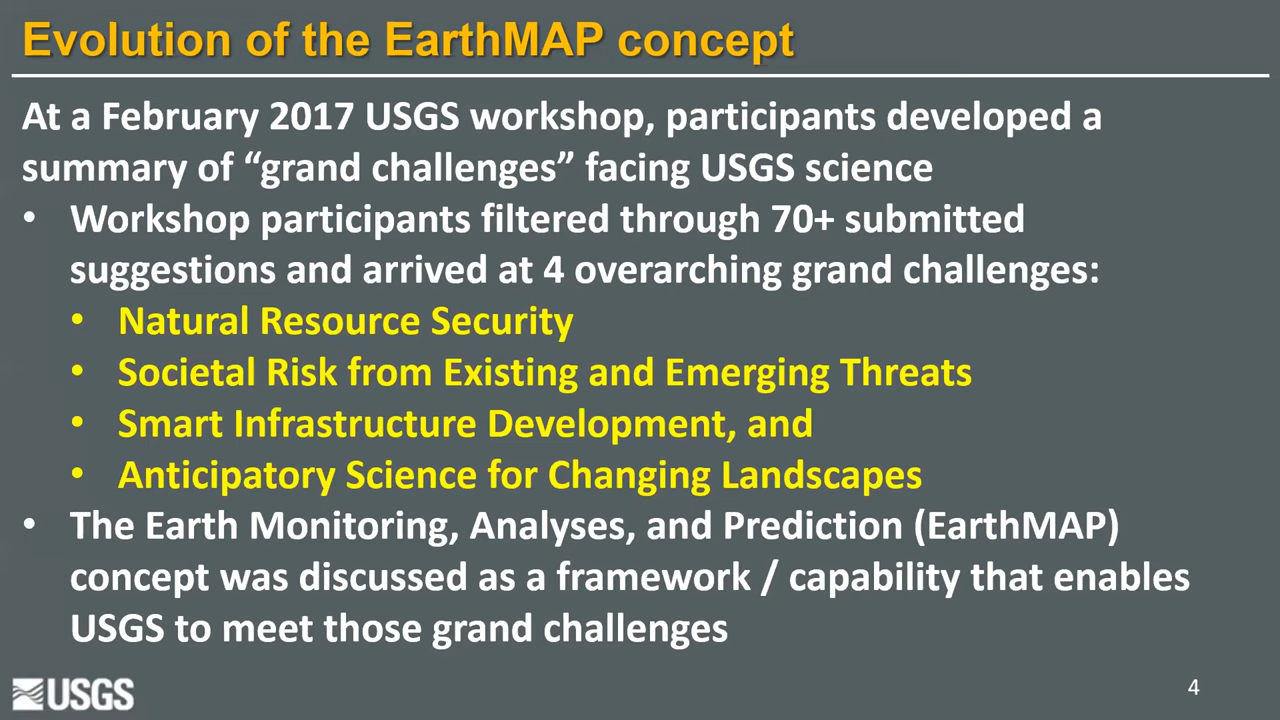 Evolution of the EarthMAP concept
At a February 2017 USGS workshop, participants developed a
summary of “grand challenges” facing USGS science
• Workshop participants filtered through 70+ submitted
suggestions and arrived at 4 overarching grand challenges:
• Natural Resource Security
• Societal Risk from Existing and Emerging Threats
• Smart Infrastructure Development, and
• Anticipatory Science for Changing Landscapes
• The Earth Monitoring, Analyses, and Prediction (EarthMAP)
concept was discussed as a framework / capability that enables
USGS to meet those grand challenges
USGS
4